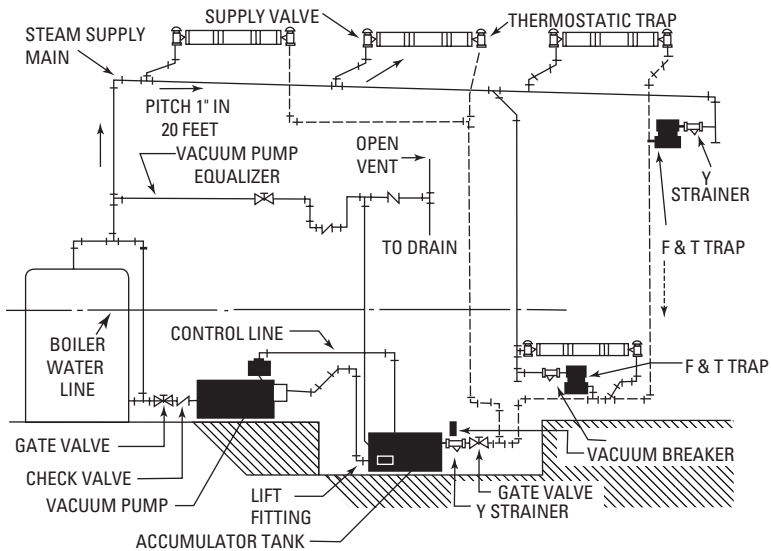 SUPPLY VALVE
THERMOSTATIC TRAP
STEAM SUPPLY
MAIN
PITCH 1" IN
20 FEET
VACUUM PUMP
EQUALIZER
OPEN
VENT
TO DRAIN
Y
STRAINER
F & T TRAP
BOILER
WATER
LINE
CONTROL LINE
F & T TRAP
GATE VALVE
CHECK VALVE
VACUUM PUMP
LIFT
FITTING
ACCUMULATOR TANK
GATE VALVE
Y STRAINER
VACUUM BREAKER